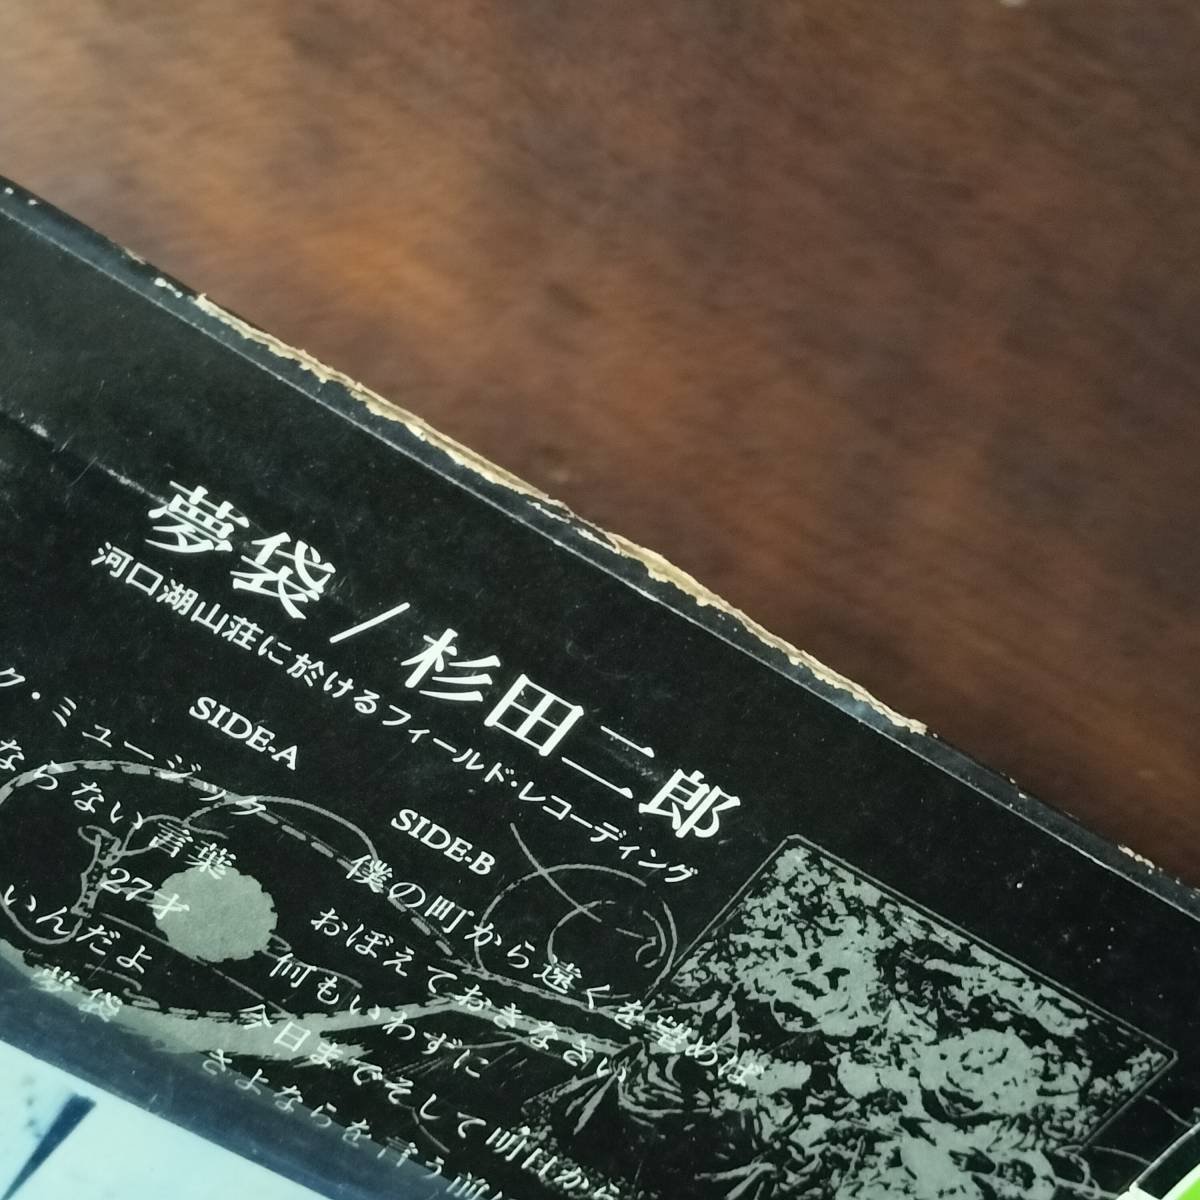 夢袋/杉田二郎
河口湖山荘に於けるフィールド・レコーディング
SIDE-A
ク・ミュージック
ならない言葉
27才
いんだよ
夢袋
SIDE-B
僕の町から遠くを望めば
おぼえておきなさい
何もいわずに
今日までそして明日から
さよならを言う前に